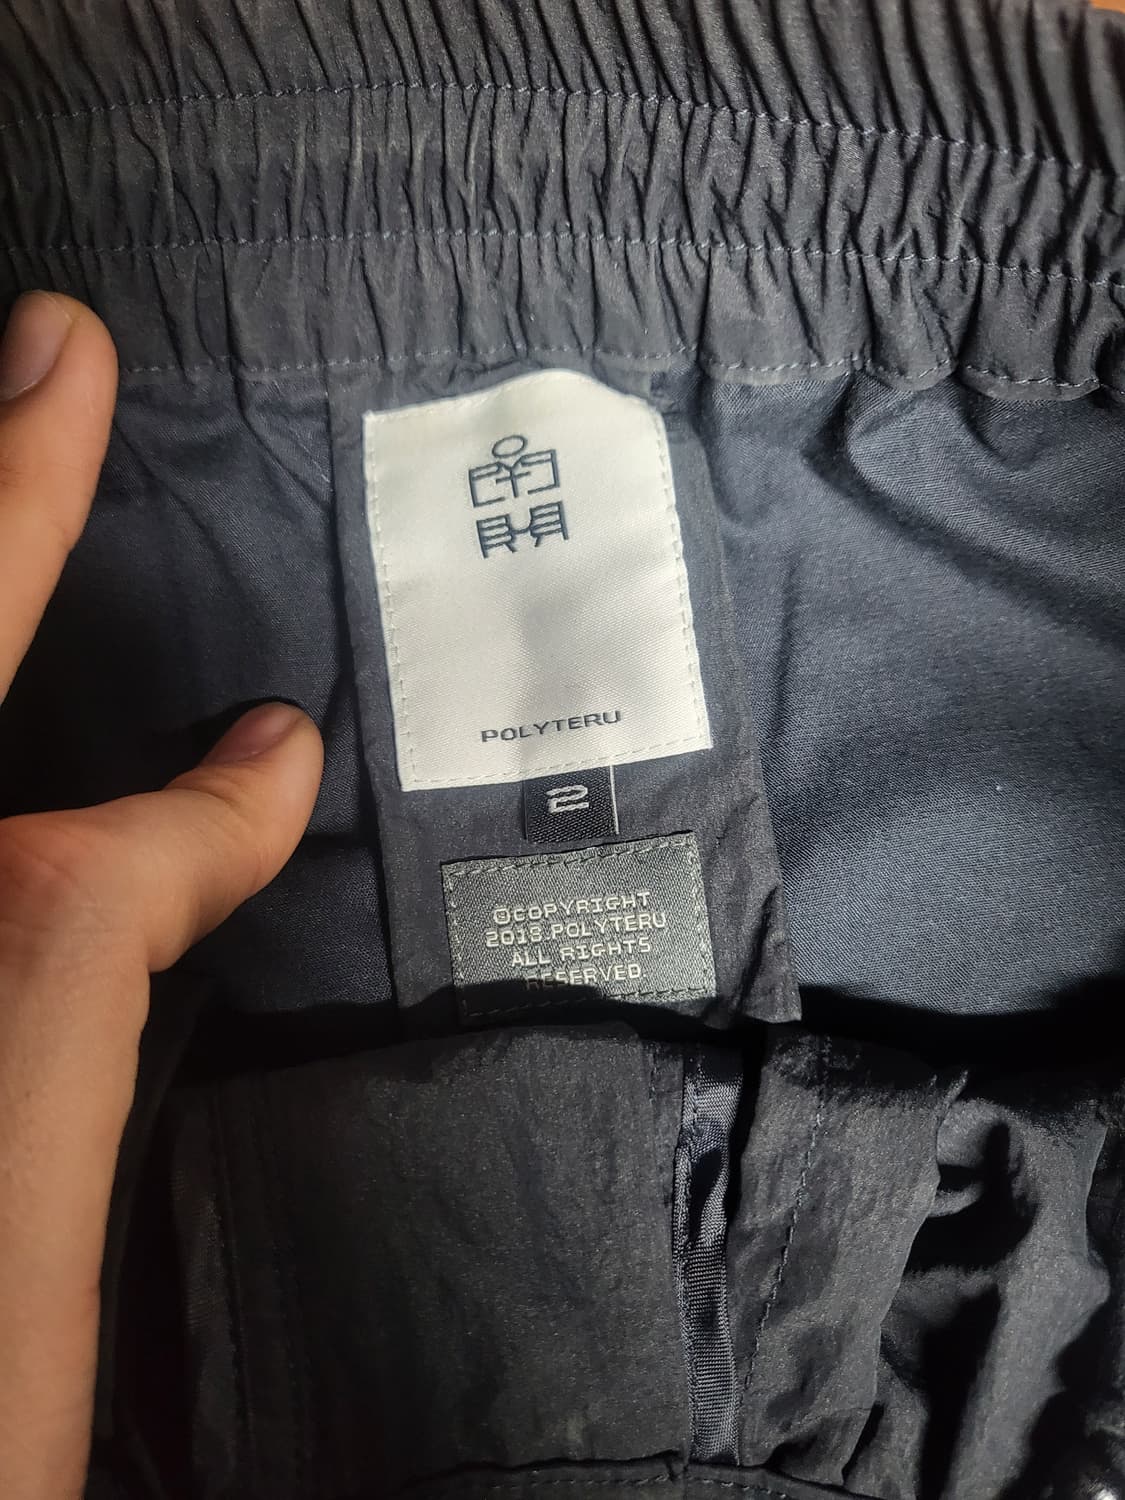 POLYTERU
2
©COPYRIGHT
2018.POLYTERU
ALL RIGHTS
RESERVED.